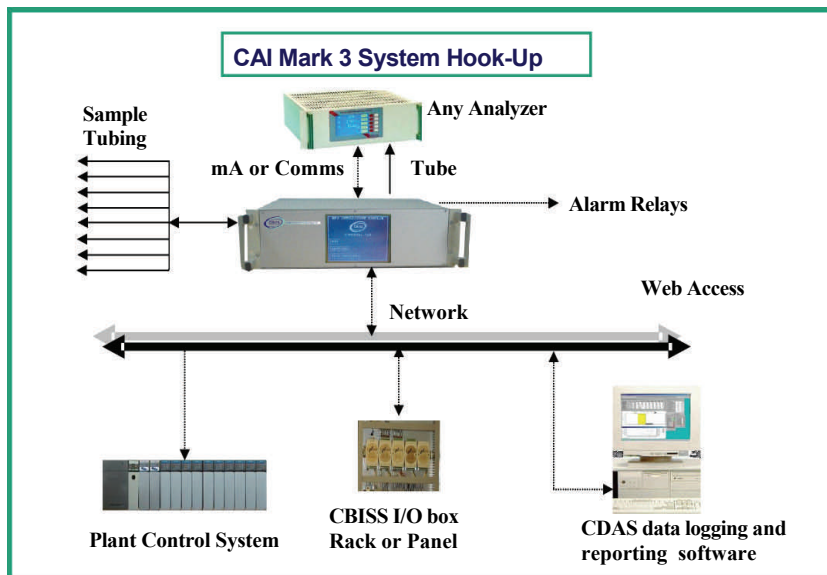 CAI Mark 3 System Hook-Up
Sample
Tubing
Any Analyzer
mA or Comms
Tube
Alarm Relays
Web Access
Network
Plant Control System
CBISS I/O box
Rack or Panel
CDAS data logging and
reporting software